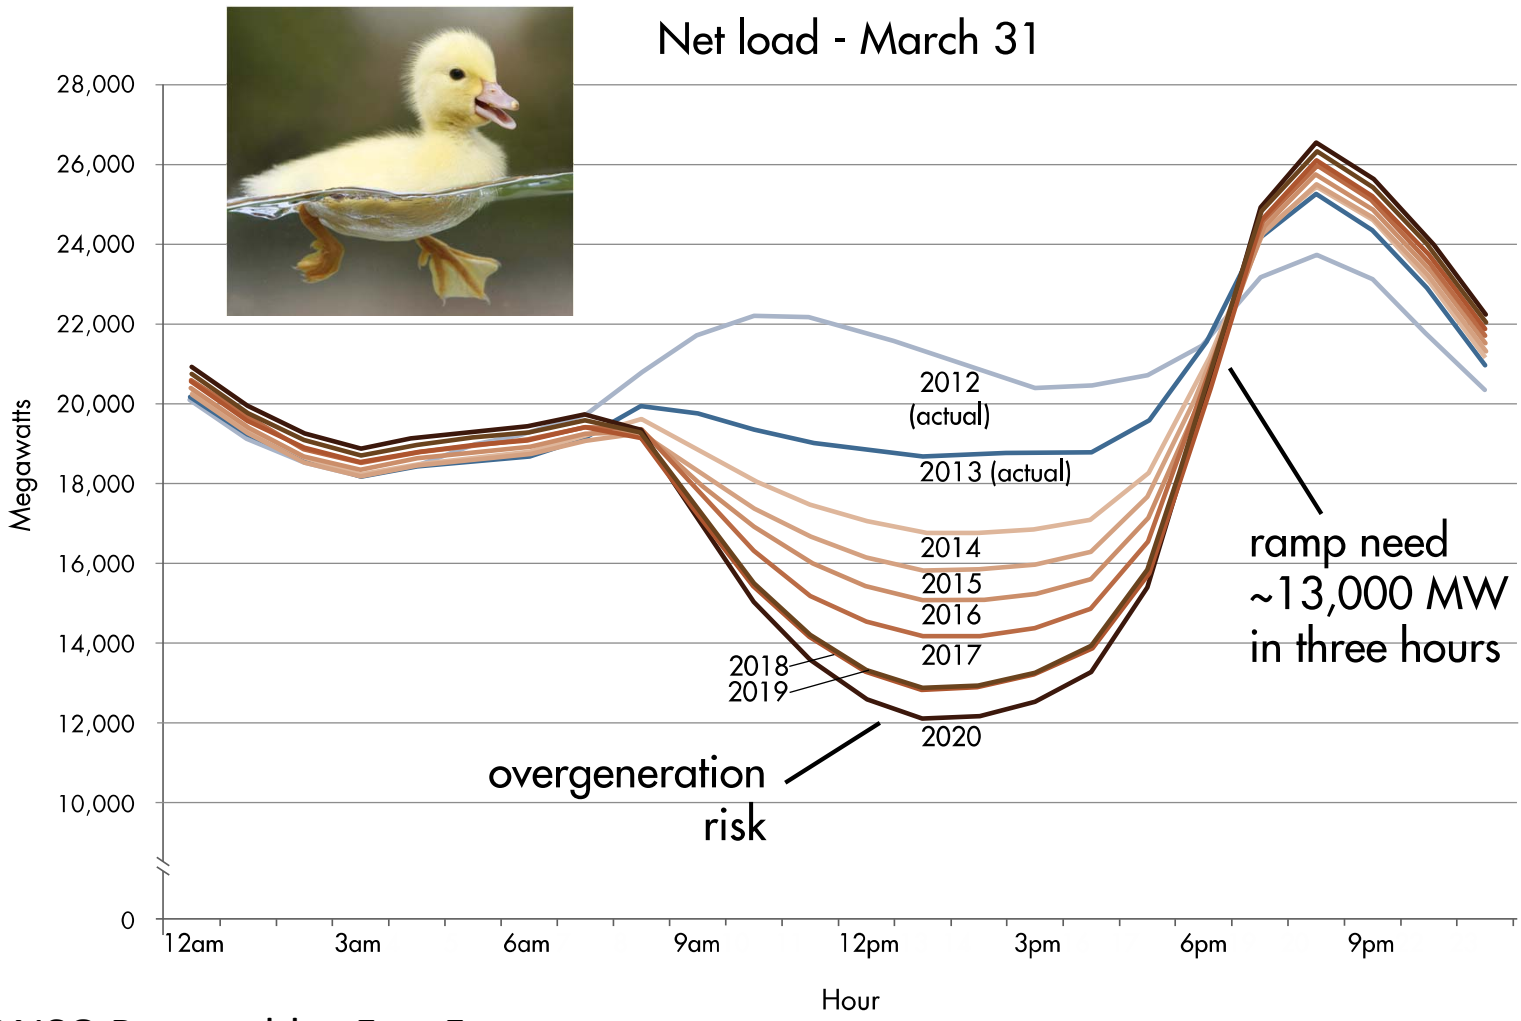 Net load - March 31
28,000
26,000
24,000
22,000
20,000
18,000
16,000
14,000
12,000
10,000
0
Megawatts
2012
(actual)
2013 (actual)
2014
2015
2016
2017
2018
2019
2020
ramp need
~13,000 MW
in three hours
overgeneration
risk
12am 3am 6am 9am 12pm 3pm 6pm 9pm
Hour